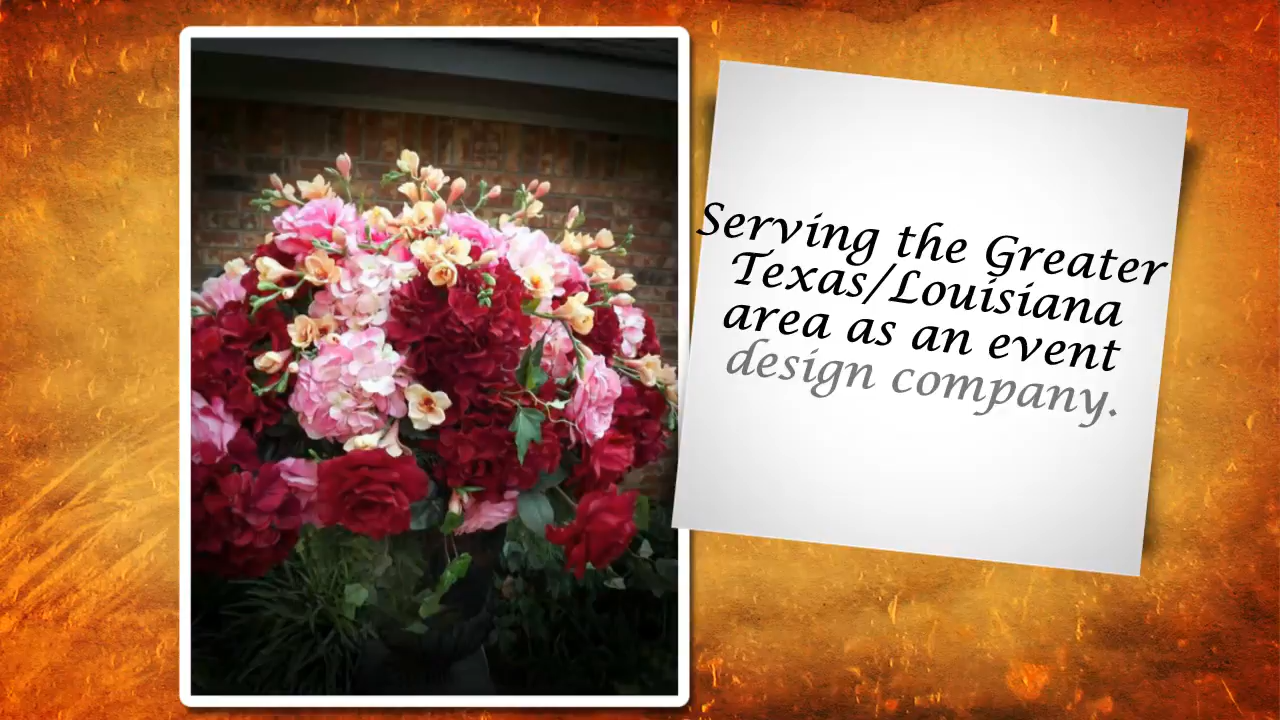 Serving the Greater
Texas/Louisiana
area as an event
design company.